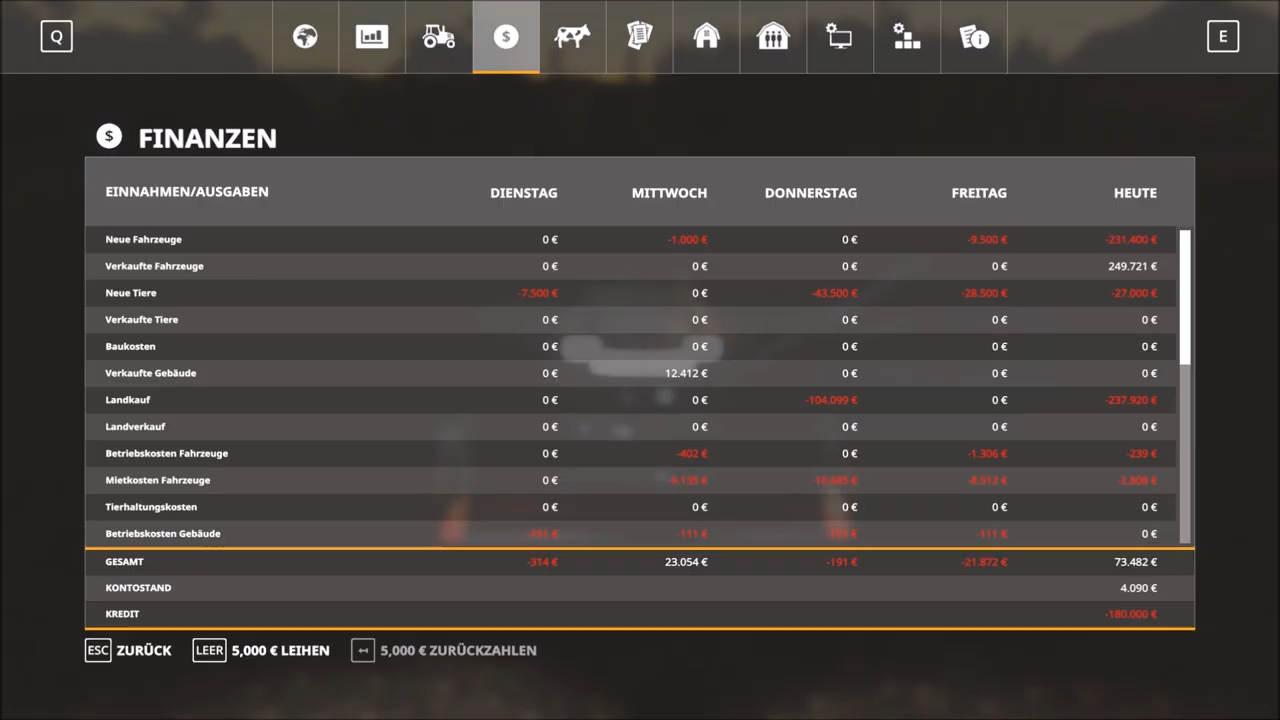 Q
E
$ FINANZEN
EINNAHMEN/AUSGABEN DIENSTAG MITTWOCH DONNERSTAG FREITAG HEUTE
Neue Fahrzeuge 0 € -1.000 € 0 € -9.500 € -231.400 €
Verkaufte Fahrzeuge 0 € 0 € 0 € 0 € 249.721 €
Neue Tiere -7.500 € 0 € -43.500 € -28.500 € -27.000 €
Verkaufte Tiere 0 € 0 € 0 € 0 € 0 €
Baukosten 0 € 0 € 0 € 0 € 0 €
Verkaufte Gebäude 0 € 12.412 € 0 € 0 € 0 €
Landkauf 0 € 0 € -104.099 € 0 € -237.920 €
Landverkauf 0 € 0 € 0 € 0 € 0 €
Betriebskosten Fahrzeuge 0 € -402 € 0 € -1.306 € -239 €
Mietkosten Fahrzeuge 0 € -9.135 € -8.512 € -2.808 €
Tierhaltungskosten 0 € 0 € 0 € 0 € 0 €
Betriebskosten Gebäude -111 € -111 € 0 €
GESAMT -314 € 23.054 € -191 € -21.872 € 73.482 €
KONTOSTAND 4.090 €
KREDIT -180.000 €
ESC ZURÜCK LEER 5,000 € LEIHEN ↔ 5,000 € ZURÜCKZAHLEN